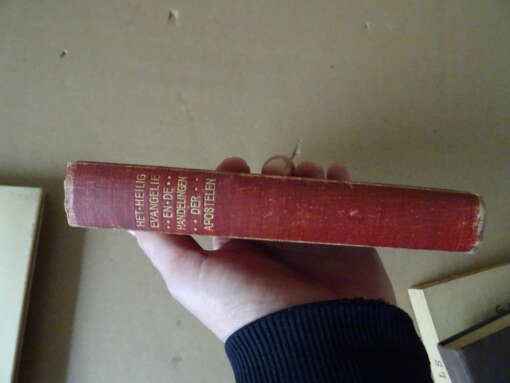 HET·HEILIG
EVANGELIE
··EN·DE··
HANDELINGEN
··DER··
APOSTELEN